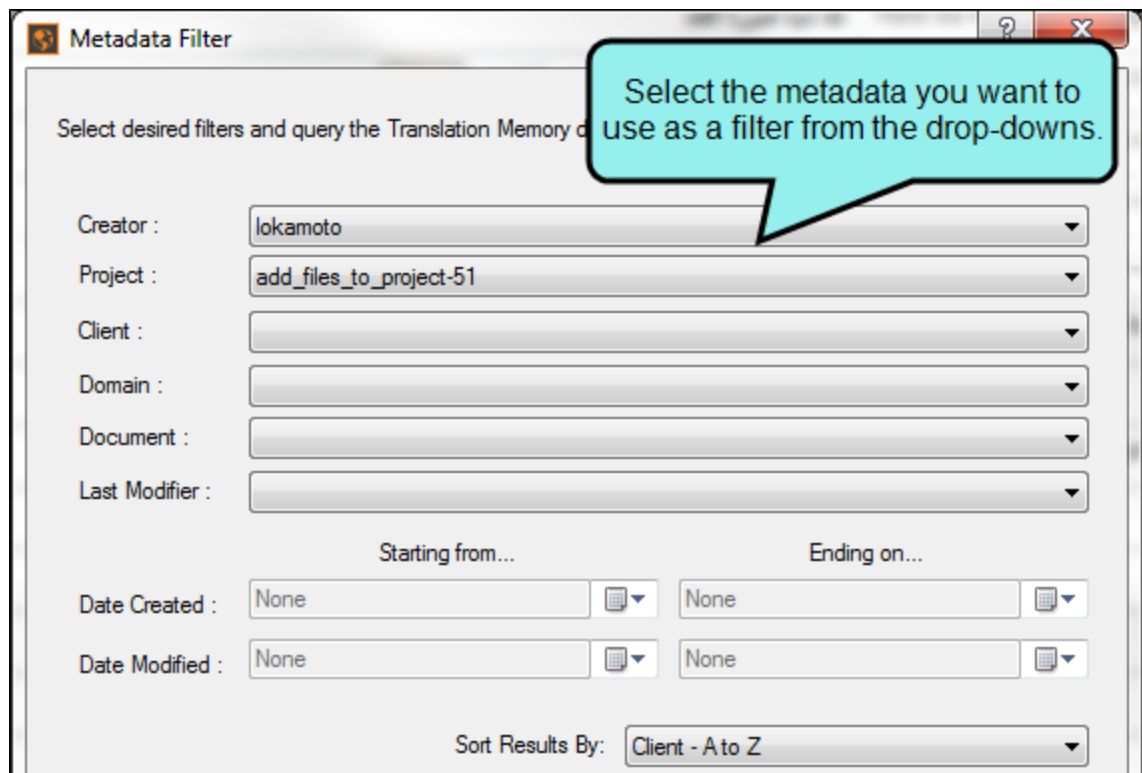 Metadata Filter
Select the metadata you want to
use as a filter from the drop-downs.
Select desired filters and query the Translation Memory
Creator :
lokamoto
Project :
add_files_to_project-51
Client :
Domain :
Document :
Last Modifier :
Starting from... Ending on...
Date Created : None None
Date Modified : None None
Sort Results By: Client - A to Z